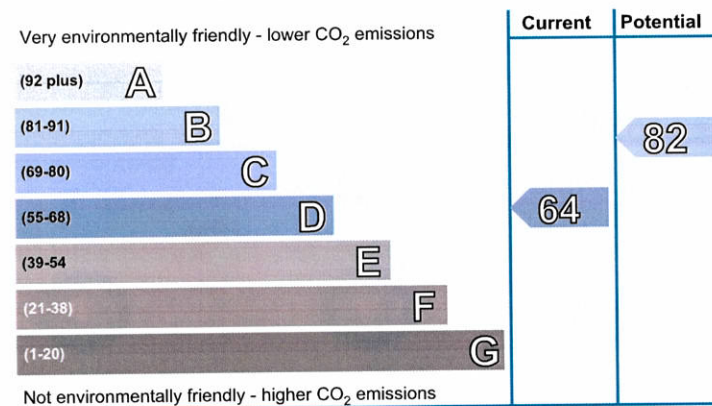 Very environmentally friendly - lower CO2 emissions
Current
Potential
(92 plus) A
(81-91) B
82
(69-80) C
(55-68) D
64
(39-54 E
(21-38) F
(1-20) G
Not environmentally friendly - higher CO2 emissions